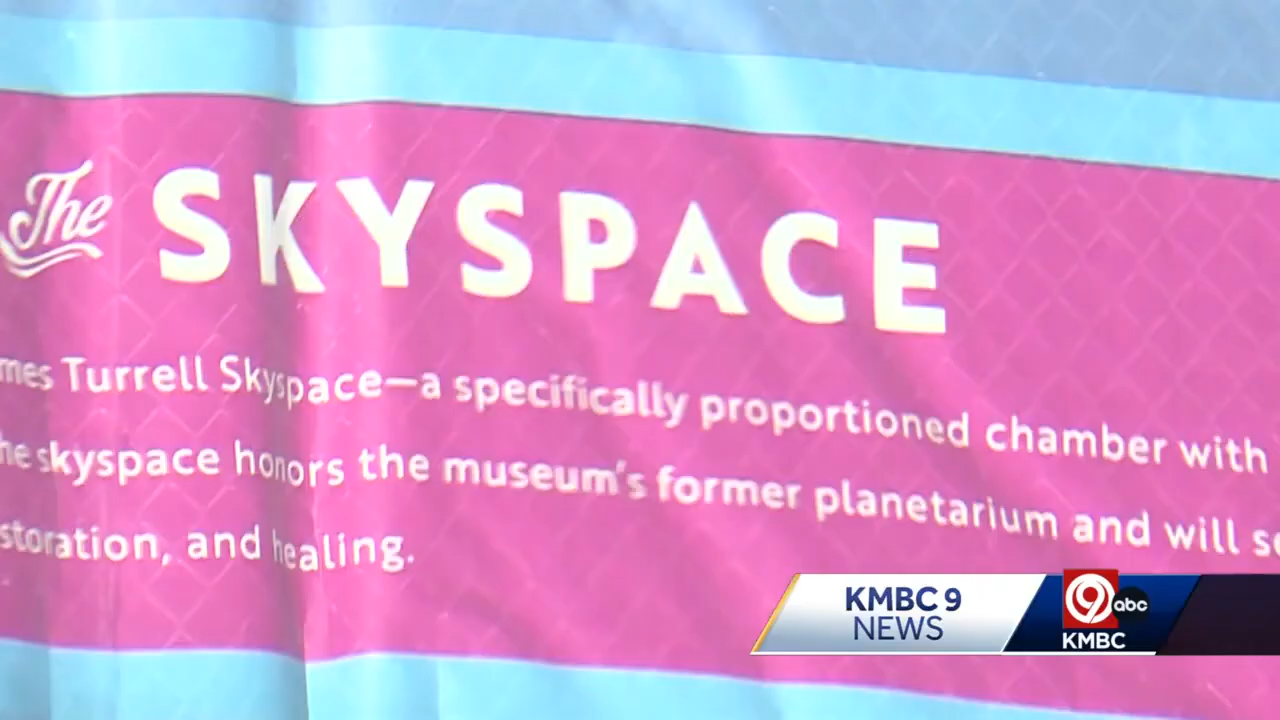 The SKYSPACE
mes Turrell Skyspace—a specifically proportioned chamber with
he skyspace honors the museum's former planetarium and will se
storation, and healing.
KMBC 9
NEWS
9 abc
KMBC